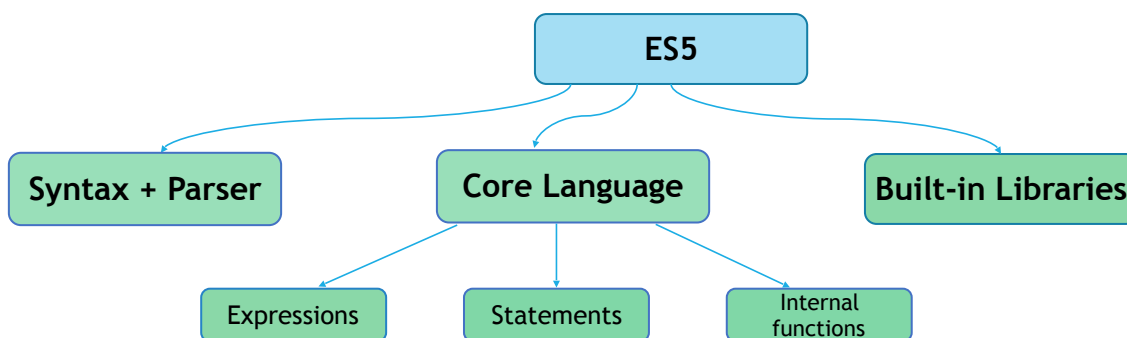 ES5
Syntax + Parser
Core Language
Built-in Libraries
Expressions
Statements
Internal
functions